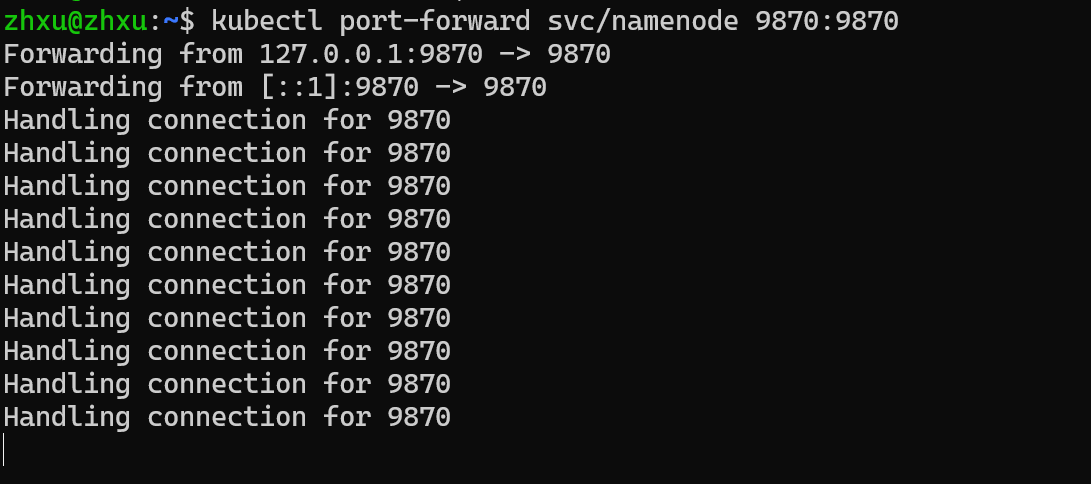 zhxu@zhxu:~$ kubectl port-forward svc/namenode 9870:9870
Forwarding from 127.0.0.1:9870 -> 9870
Forwarding from [::1]:9870 -> 9870
Handling connection for 9870
Handling connection for 9870
Handling connection for 9870
Handling connection for 9870
Handling connection for 9870
Handling connection for 9870
Handling connection for 9870
Handling connection for 9870
Handling connection for 9870
Handling connection for 9870